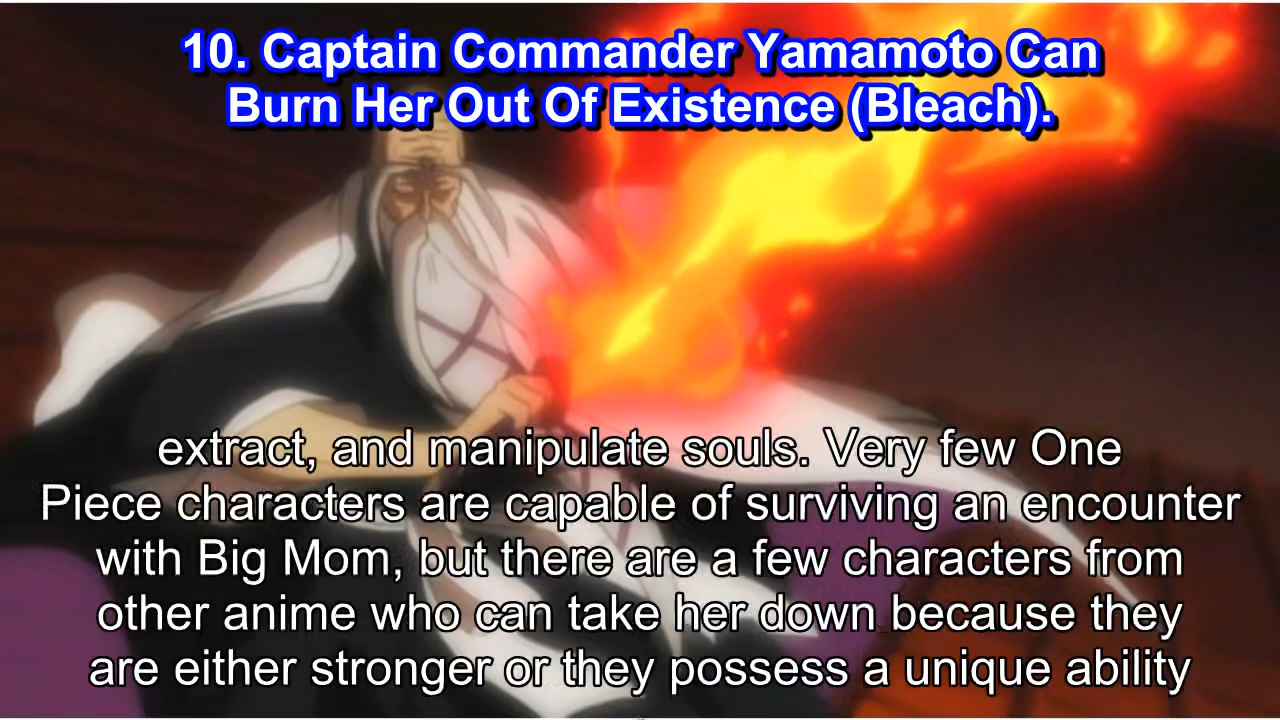 10. Captain Commander Yamamoto Can
Burn Her Out Of Existence (Bleach).
extract, and manipulate souls. Very few One
Piece characters are capable of surviving an encounter
with Big Mom, but there are a few characters from
other anime who can take her down because they
are either stronger or they possess a unique ability